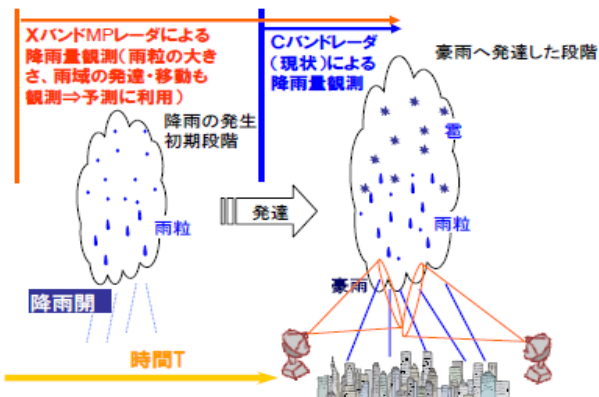 XバンドMPレーダによる
降雨量観測(雨粒の大き
さ、雨域の発達・移動も
観測⇒予測に利用)
Cバンドレーダ
(現状)による
降雨量観測
豪雨へ発達した段階
降雨の発生
初期段階
雹
雨粒
発達
雨粒
豪雨
降雨開
時間T